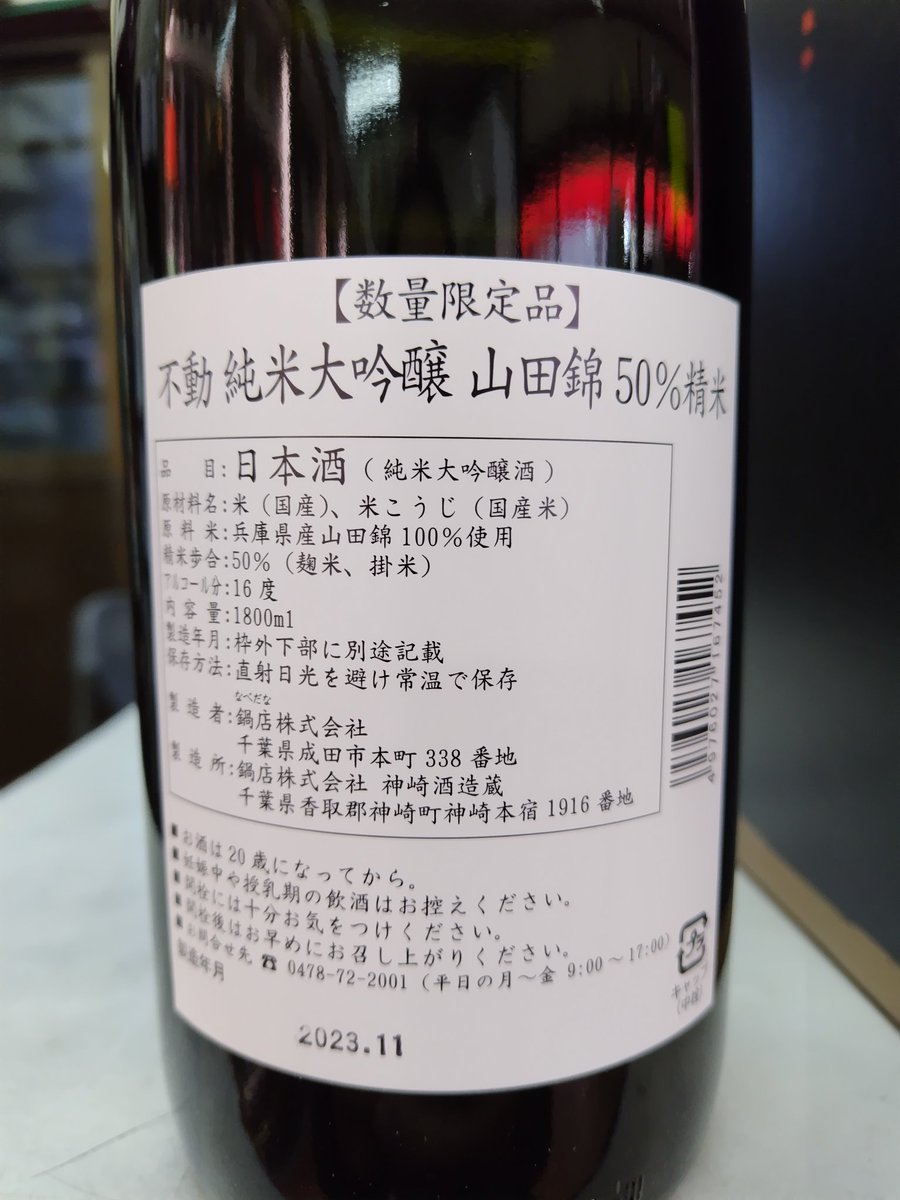 【数量限定品】
不動 純米大吟醸 山田錦 50%精米
品目:日本酒(純米大吟醸酒)
原材料名:米(国産)、米こうじ(国産米)
原料米:兵庫県産山田錦100%使用
精米歩合:50%(麹米、掛米)
アルコール分:16度
内容量:1800ml
製造年月:枠外下部に別途記載
保存方法:直射日光を避け常温で保存
なべだな
製造者:鍋店株式会社
千葉県成田市本町338番地
製造所:鍋店株式会社 神崎酒造蔵
千葉県香取郡神崎町神崎本宿1916番地
4976027167452
■お酒は20歳になってから。
■妊娠中や授乳期の飲酒はお控えください。
■開栓には十分お気をつけください。
■開栓後はお早めにお召し上がりください。
■お問合せ先 ☎ 0478-72-2001(平日の月~金 9:00~17:00)
製造年月
プラ
キャップ
(中栓)
2023.11